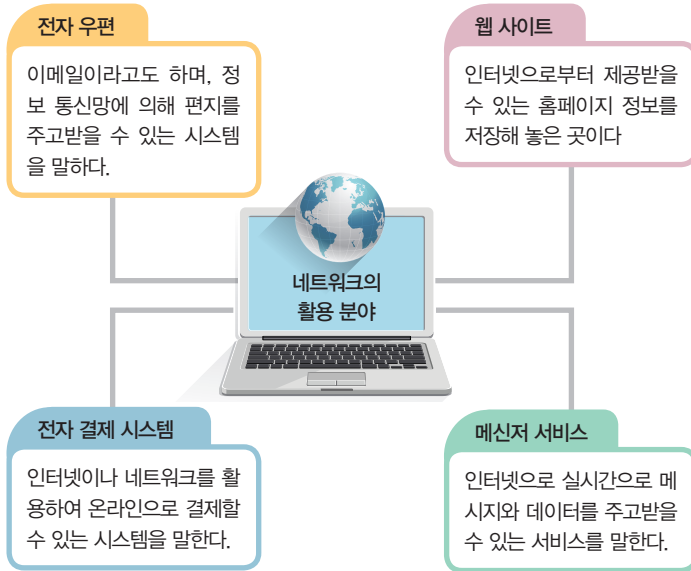 전자 우편
이메일이라고도 하며, 정
보 통신망에 의해 편지를
주고받을 수 있는 시스템
을 말하다.
웹 사이트
인터넷으로부터 제공받을
수 있는 홈페이지 정보를
저장해 놓은 곳이다
네트워크의
활용 분야
전자 결제 시스템
인터넷이나 네트워크를 활
용하여 온라인으로 결제할
수 있는 시스템을 말한다.
메신저 서비스
인터넷으로 실시간으로 메
시지와 데이터를 주고받을
수 있는 서비스를 말한다.